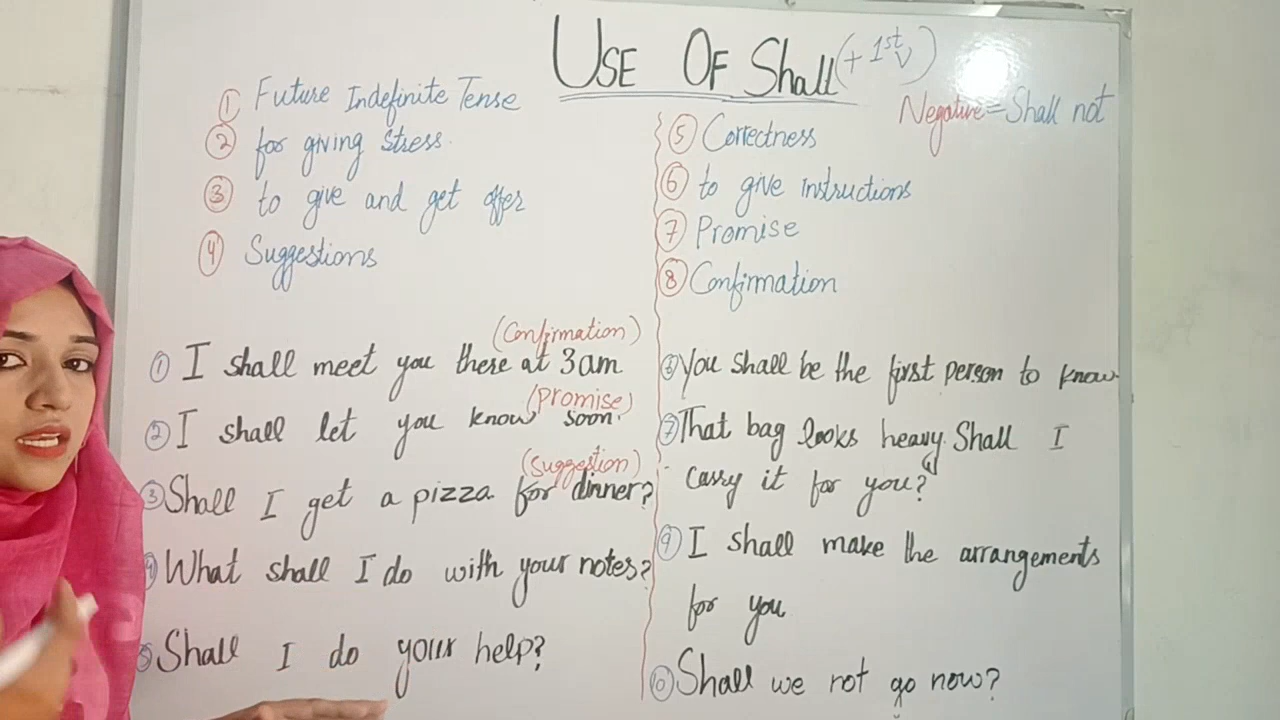 USE OF Shall (+ 1st V)
Negative = Shall not
① Future Indefinite Tense
② for giving stress.
③ to give and get offer
④ Suggestions
⑤ Correctness
⑥ to give instructions
⑦ Promise
⑧ Confirmation
(Confirmation)
① I shall meet you there at 3am
(Promise)
② I shall let you know soon.
(Suggestion)
③ Shall I get a pizza for dinner?
④ What shall I do with your notes?
Shall I do your help?
You shall be the first person to know
⑦ That bag looks heavy. Shall I
carry it for you?
⑨ I shall make the arrangements
for you
⑩ Shall we not go now?